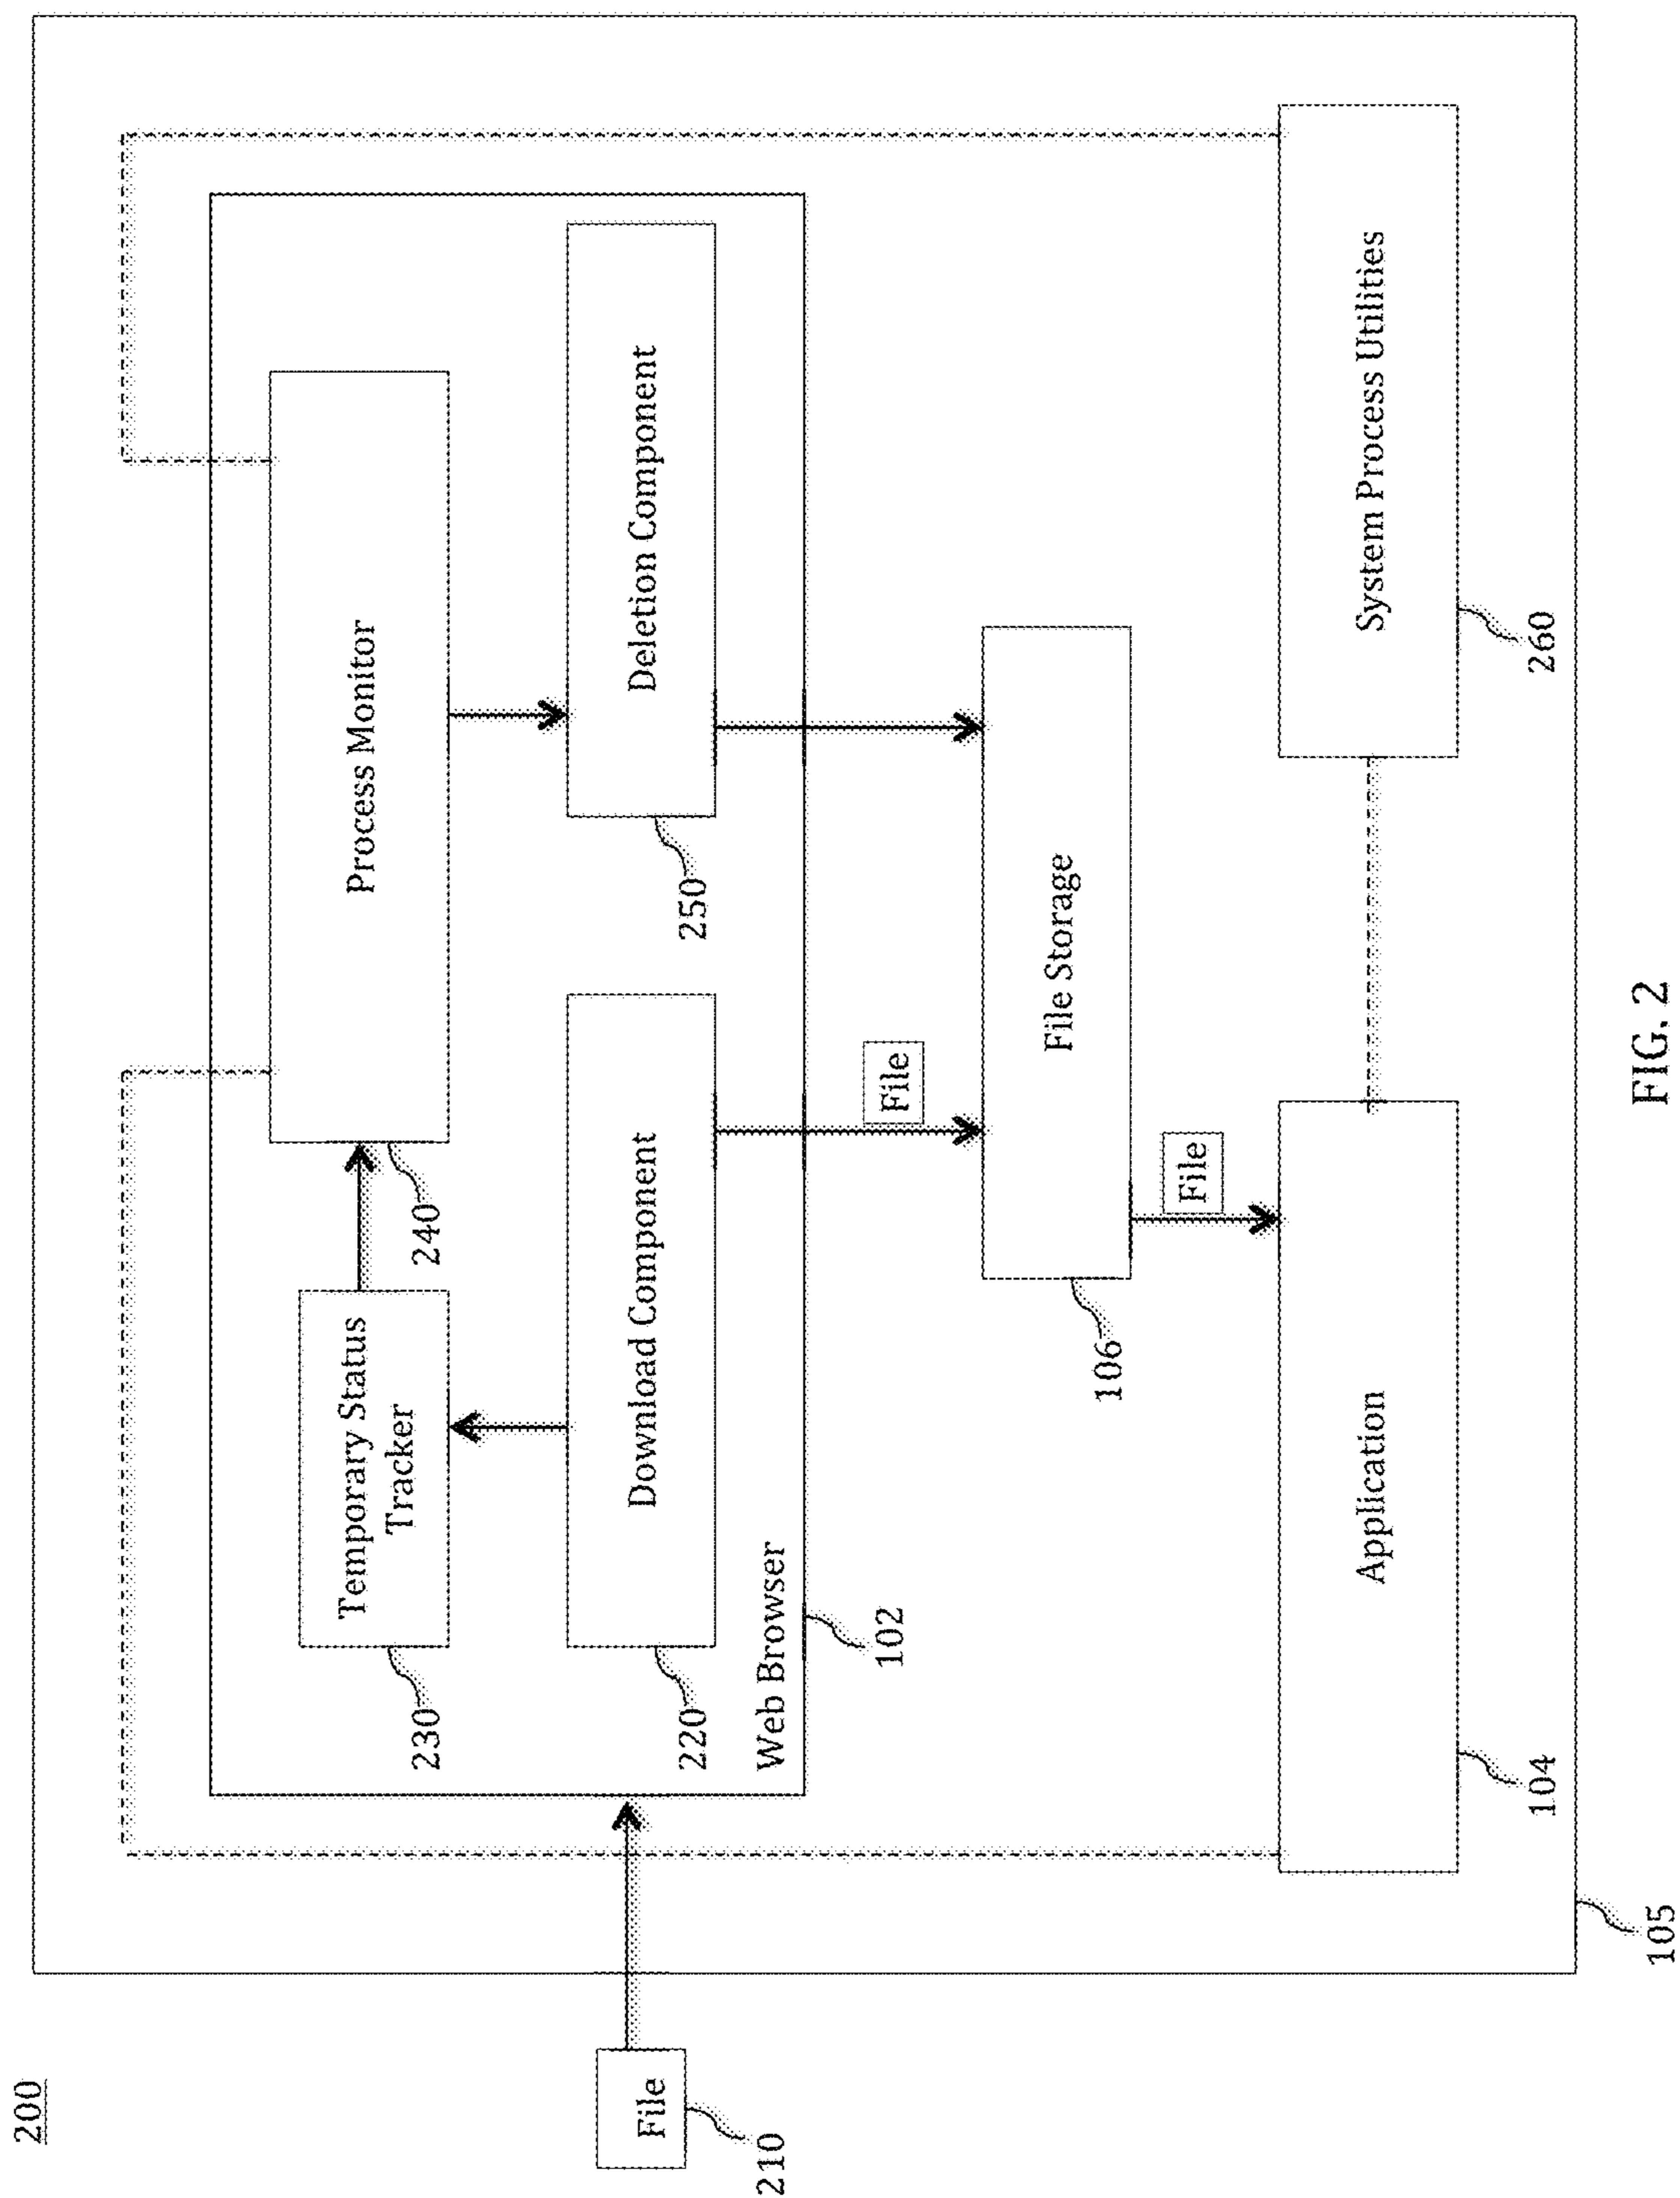 200
Process Monitor
Temporary Status
Tracker
240
230
Deletion Component
Download Component
250
220
File
210
Web Browser
102
File
File Storage
106
File
Application
System Process Utilities
104
260
105
FIG. 2